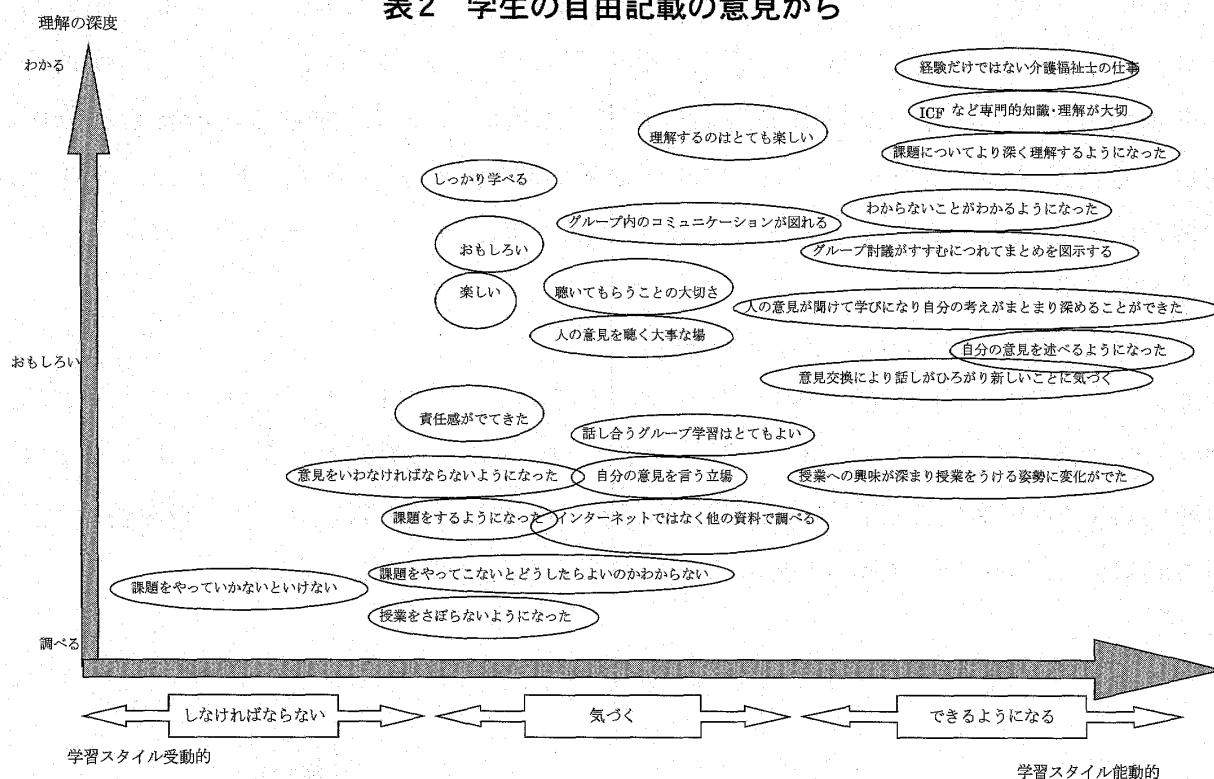 表2 学生の自由記載の意見から
理解の深度
わかる
経験だけではない介護福祉士の仕事
ICF など専門的知識・理解が大切
理解するのはとても楽しい
課題についてより深く理解するようになった
しっかり学べる
わからないことがわかるようになった
グループ内のコミュニケーションが図れる
おもしろい
グループ討議がすすむにつれてまとめを図示する
楽しい
聴いてもらうことの大切さ
人の意見が聞けて学びになり自分の考えがまとまり深めることができた
人の意見を聴く大事な場
自分の意見を述べるようになった
おもしろい
意見交換により話しがひろがり新しいことに気づく
責任感がでてきた
話し合うグループ学習はとてもよい
意見をいわなければならないようになった
自分の意見を言う立場
授業への興味が深まり授業をうける姿勢に変化がでた
課題をするようになった
インターネットではなく他の資料で調べる
課題をやってこないとどうしたらよいのかわからない
課題をやっていかないといけない
授業をさぼらないようになった
調べる
しなければならない
気づく
できるようになる
学習スタイル受動的
学習スタイル能動的